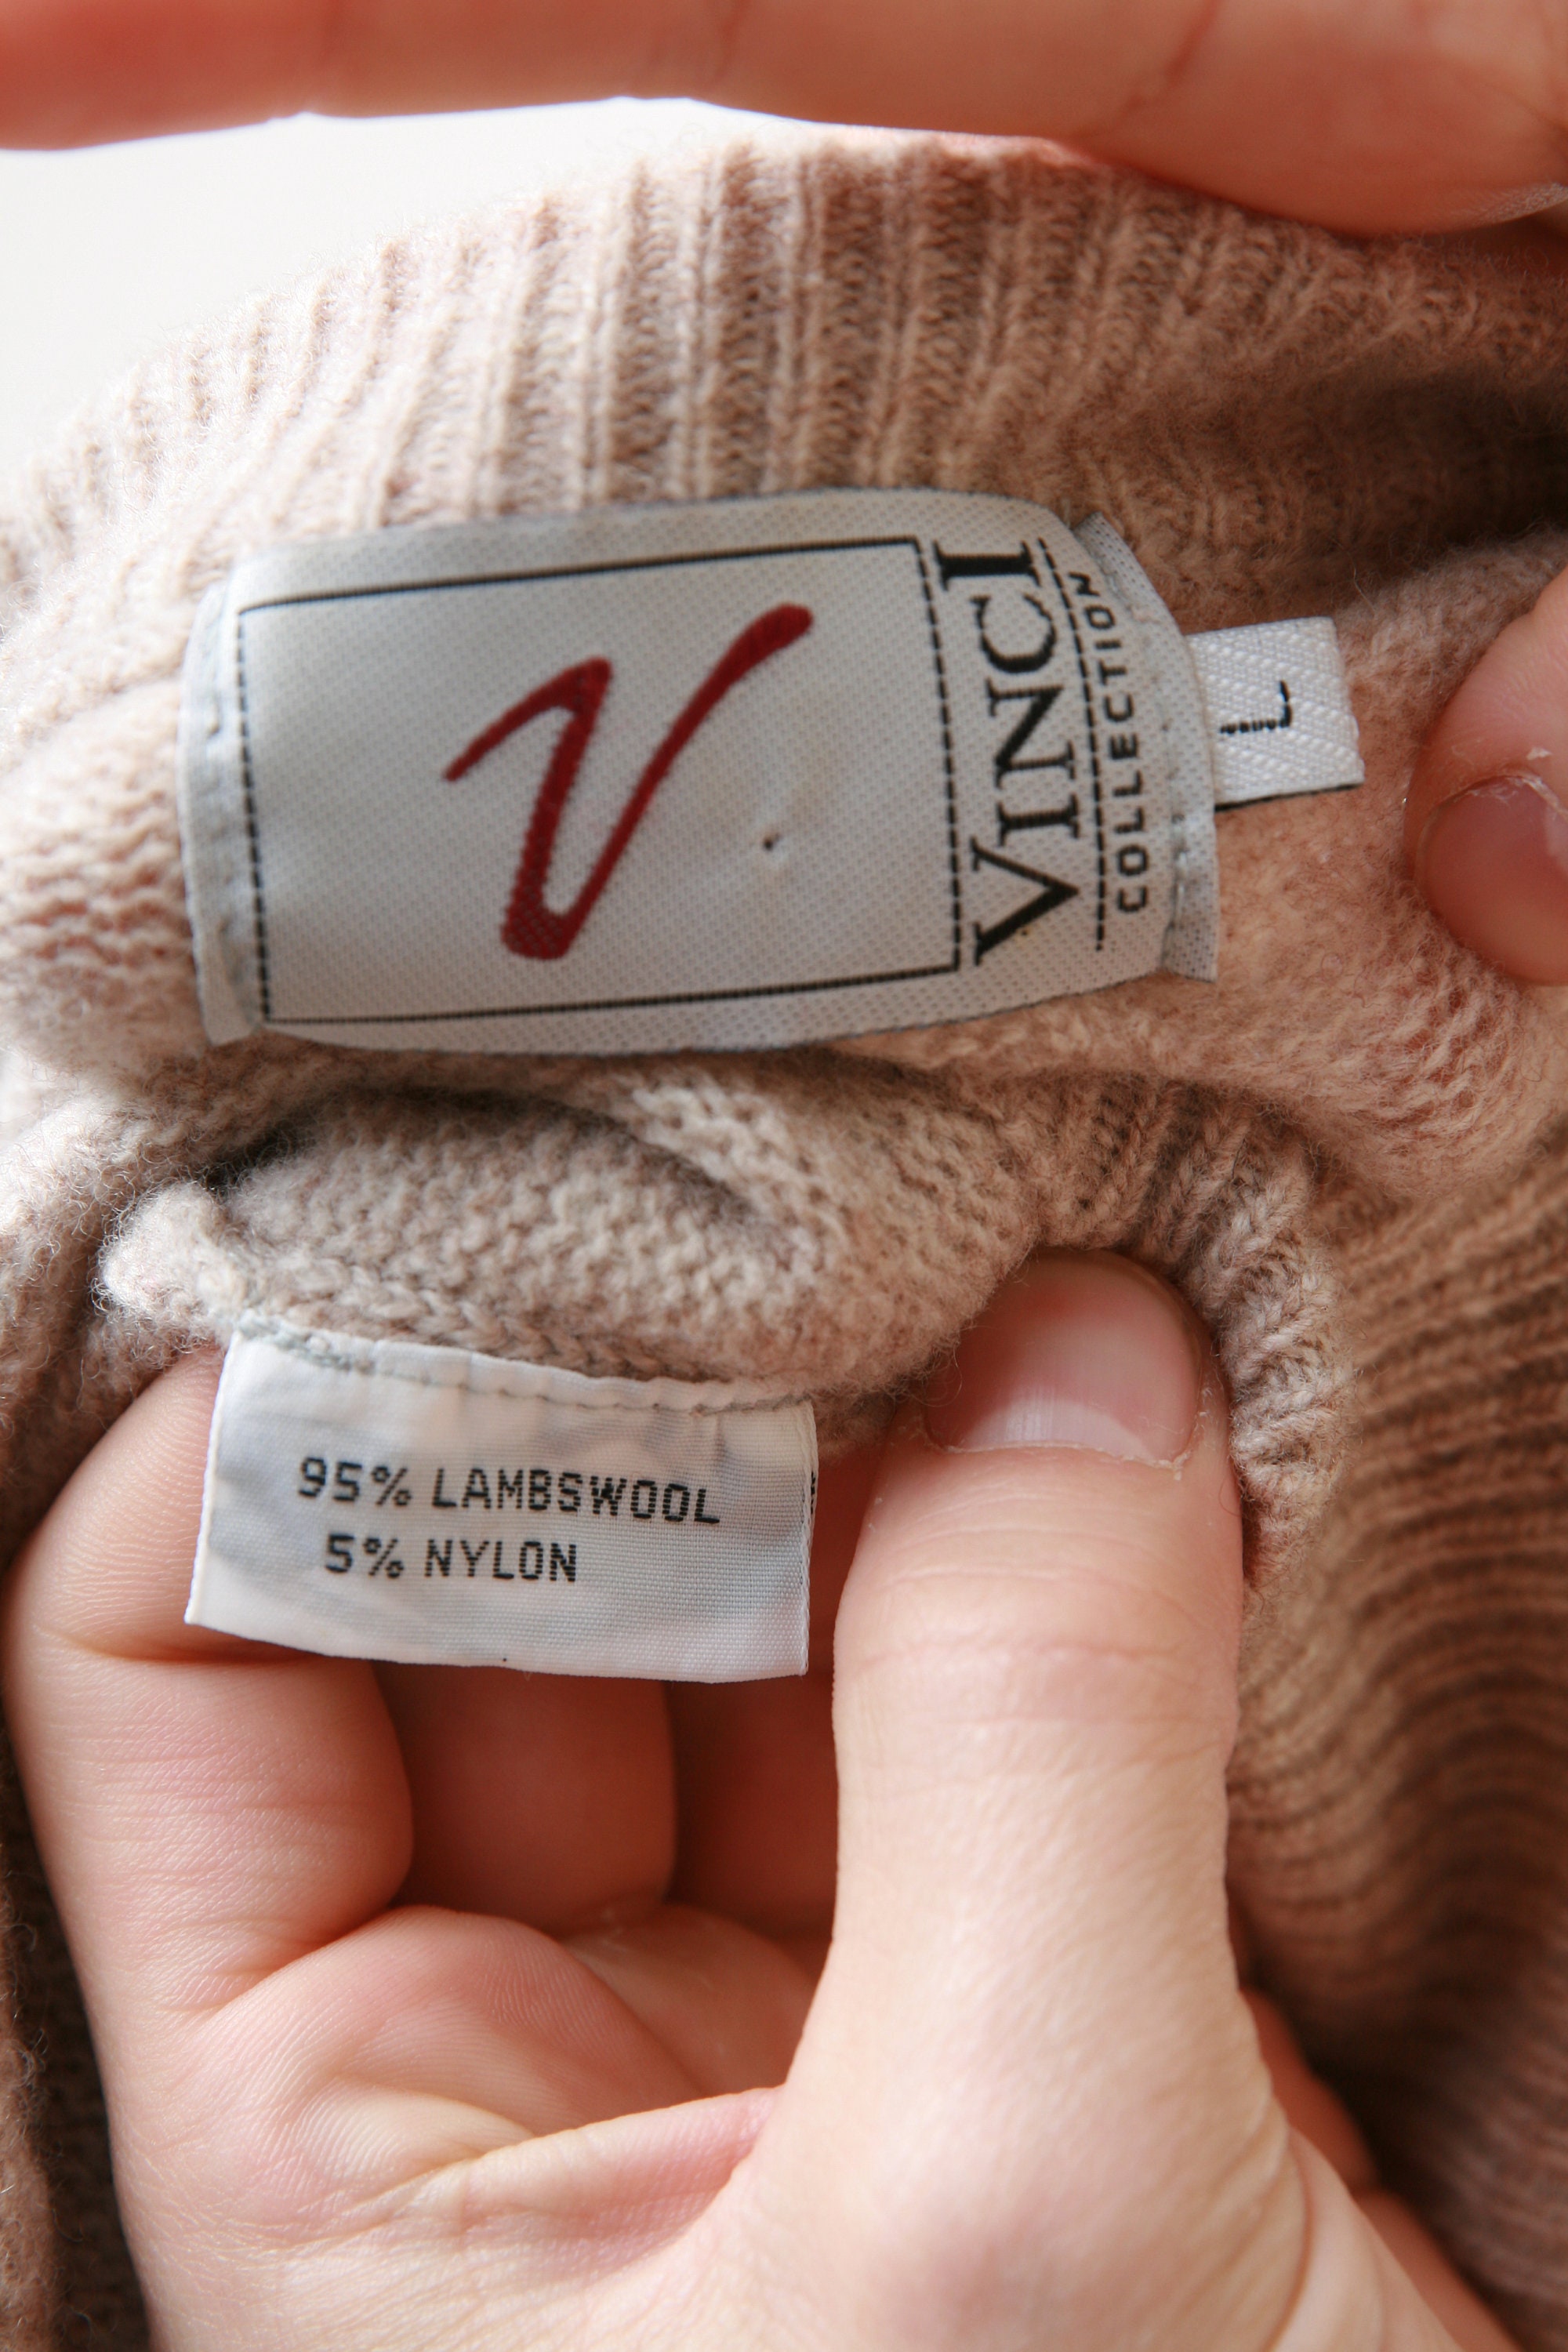 V
VINCI
COLLECTION
L
95% LAMBSWOOL
5% NYLON